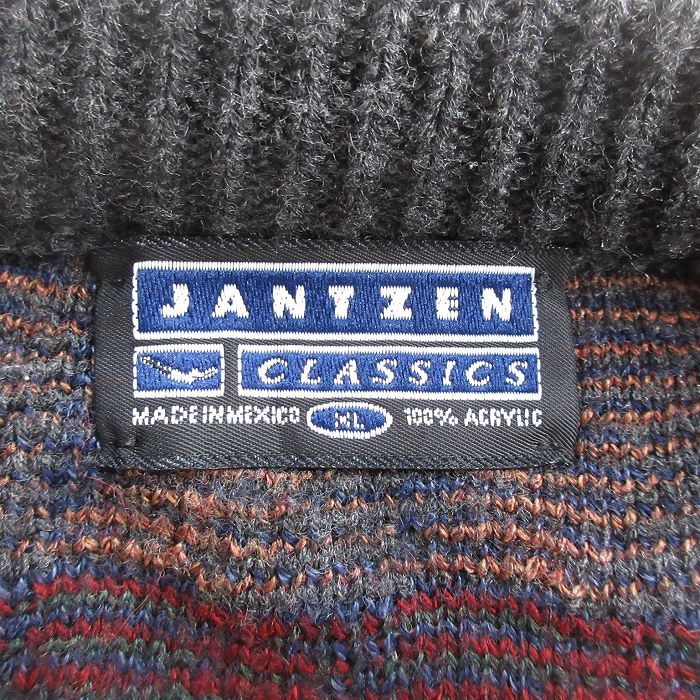 JANTZEN
CLASSICS
MADE IN MEXICO XL 100% ACRYLIC